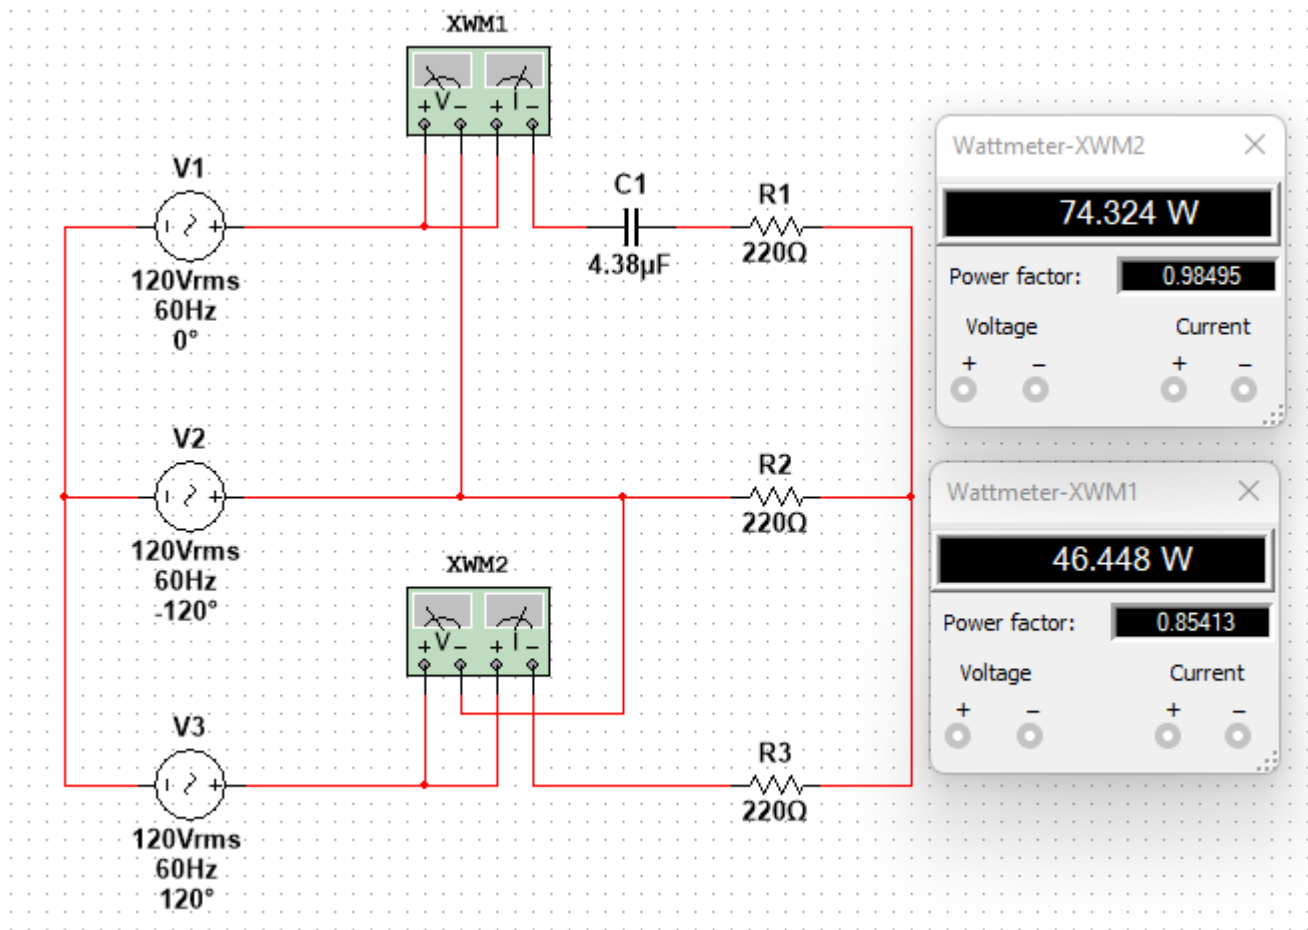 XWM1
+ V − + I −
V1
120Vrms
60Hz
0°
C1
4.38µF
R1
220Ω
V2
120Vrms
60Hz
-120°
R2
220Ω
XWM2
+ V − + I −
V3
120Vrms
60Hz
120°
R3
220Ω
Wattmeter-XWM2
74.324 W
Power factor: 0.98495
Voltage Current
+ − + −
Wattmeter-XWM1
46.448 W
Power factor: 0.85413
Voltage Current
+ − + −